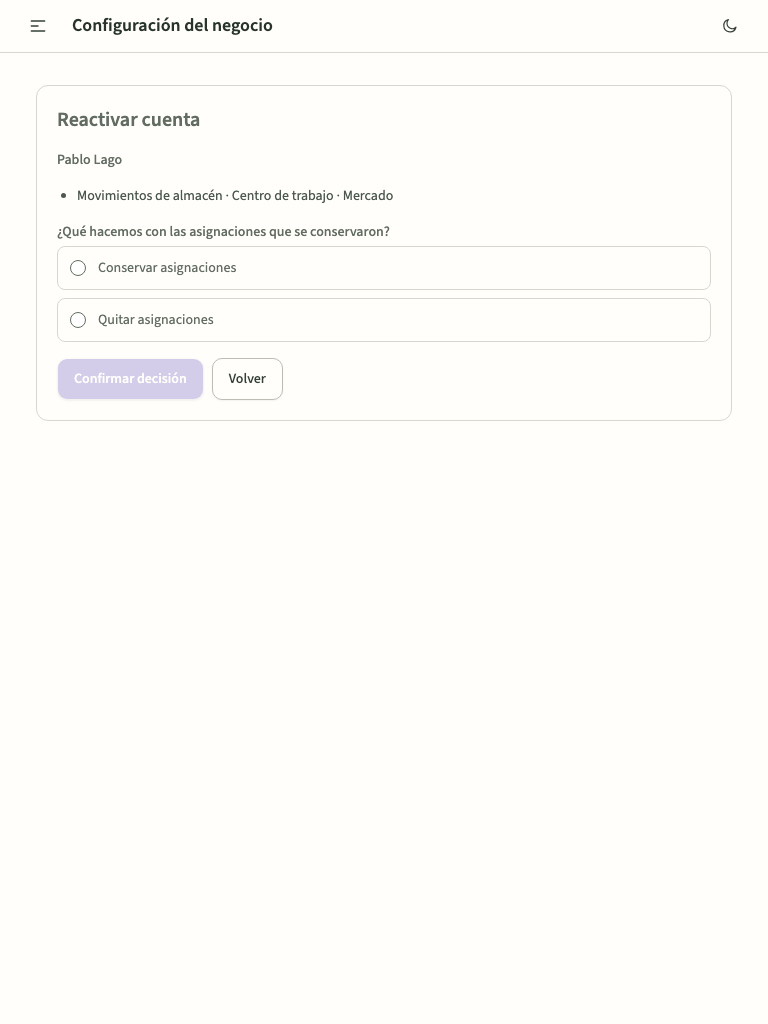 Configuración del negocio
Reactivar cuenta
Pablo Lago
Movimientos de almacén · Centro de trabajo · Mercado
¿Qué hacemos con las asignaciones que se conservaron?
Conservar asignaciones
Quitar asignaciones
Confirmar decisión
Volver